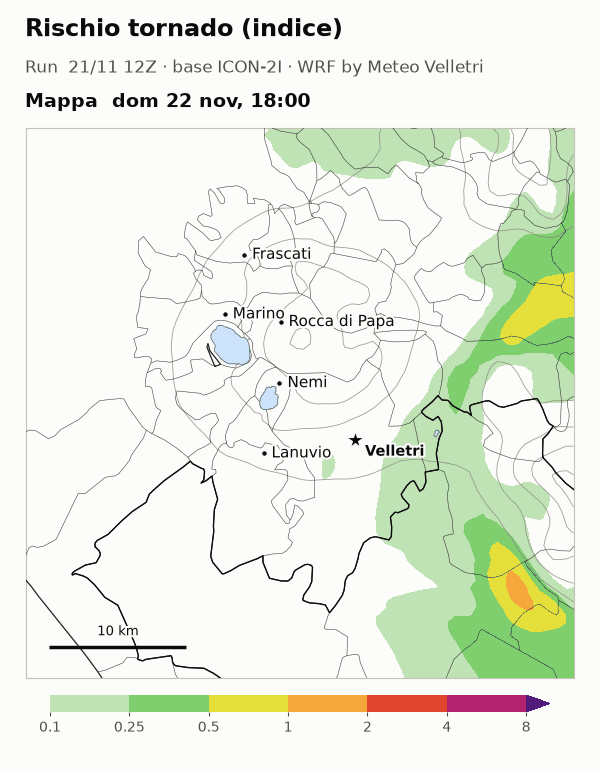 Rischio tornado (indice)
Run  21/11 12Z · base ICON-2I · WRF by Meteo Velletri
Mappa  dom 22 nov, 18:00
Frascati
Marino
Rocca di Papa
Nemi
Velletri
Lanuvio
10 km
0.1 0.25 0.5 1 2 4 8